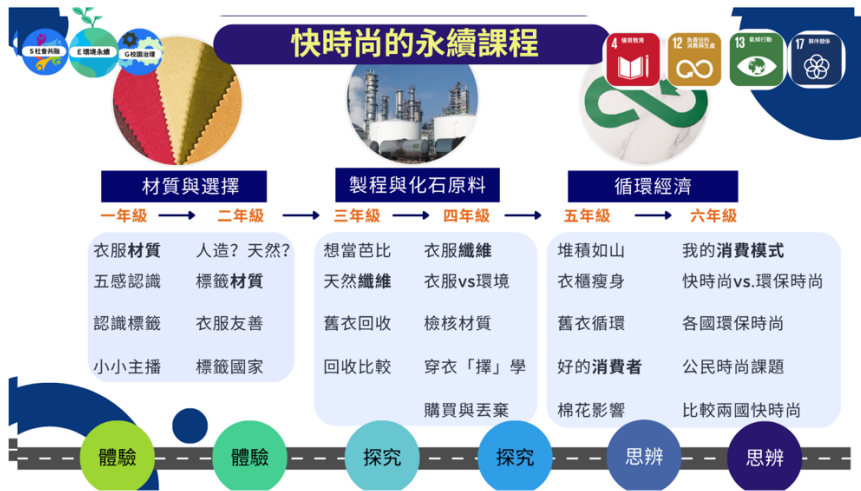 S社會共融
E環境永續
G校園治理
快時尚的永續課程
4 優質教育
12 負責任的
消費與生產
13 氣候行動
17 夥伴關係
材質與選擇
製程與化石原料
循環經濟
一年級 二年級 三年級 四年級 五年級 六年級
衣服材質
五感認識
認識標籤
小小主播
人造?天然?
標籤材質
衣服友善
標籤國家
想當芭比
天然纖維
舊衣回收
回收比較
衣服纖維
衣服vs環境
檢核材質
穿衣「擇」學
購買與丟棄
堆積如山
衣櫃瘦身
舊衣循環
好的消費者
棉花影響
我的消費模式
快時尚vs.環保時尚
各國環保時尚
公民時尚課題
比較兩國快時尚
體驗 體驗 探究 探究 思辨 思辨